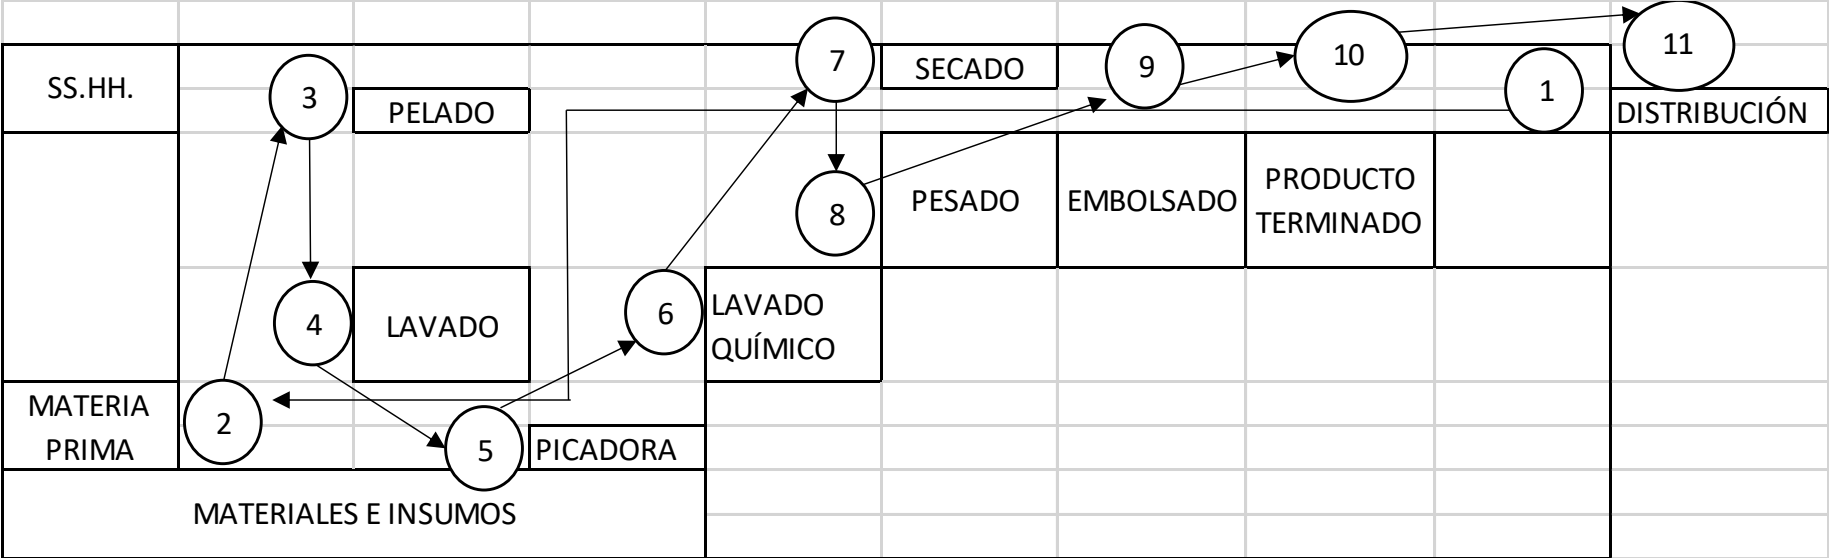 7
SECADO
9
10
11
SS.HH.
3
PELADO
1
DISTRIBUCIÓN
8
PESADO
EMBOLSADO
PRODUCTO
TERMINADO
4
LAVADO
6
LAVADO
QUÍMICO
MATERIA
PRIMA
2
5
PICADORA
MATERIALES E INSUMOS